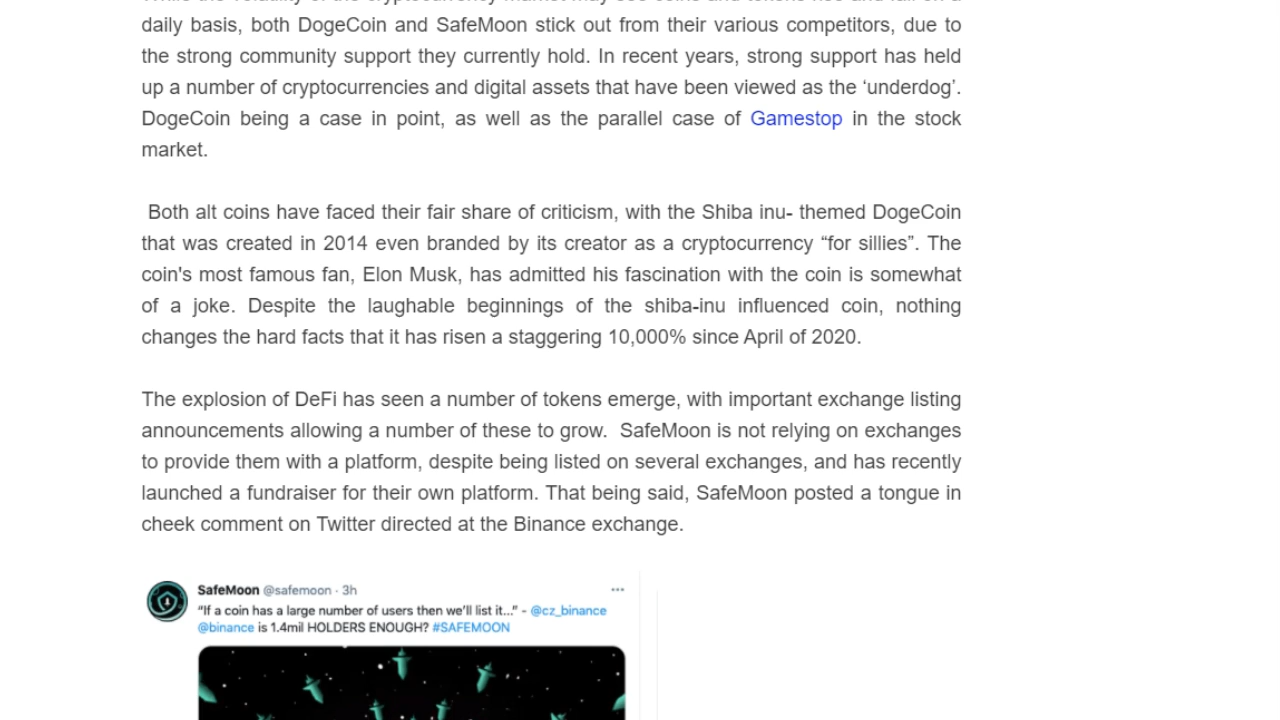 daily basis, both DogeCoin and SafeMoon stick out from their various competitors, due to
the strong community support they currently hold. In recent years, strong support has held
up a number of cryptocurrencies and digital assets that have been viewed as the ‘underdog’.
DogeCoin being a case in point, as well as the parallel case of Gamestop in the stock
market.
Both alt coins have faced their fair share of criticism, with the Shiba inu- themed DogeCoin
that was created in 2014 even branded by its creator as a cryptocurrency “for sillies”. The
coin's most famous fan, Elon Musk, has admitted his fascination with the coin is somewhat
of a joke. Despite the laughable beginnings of the shiba-inu influenced coin, nothing
changes the hard facts that it has risen a staggering 10,000% since April of 2020.
The explosion of DeFi has seen a number of tokens emerge, with important exchange listing
announcements allowing a number of these to grow.  SafeMoon is not relying on exchanges
to provide them with a platform, despite being listed on several exchanges, and has recently
launched a fundraiser for their own platform. That being said, SafeMoon posted a tongue in
cheek comment on Twitter directed at the Binance exchange.
SafeMoon @safemoon · 3h
“If a coin has a large number of users then we’ll list it...” - @cz_binance
@binance is 1.4mil HOLDERS ENOUGH? #SAFEMOON